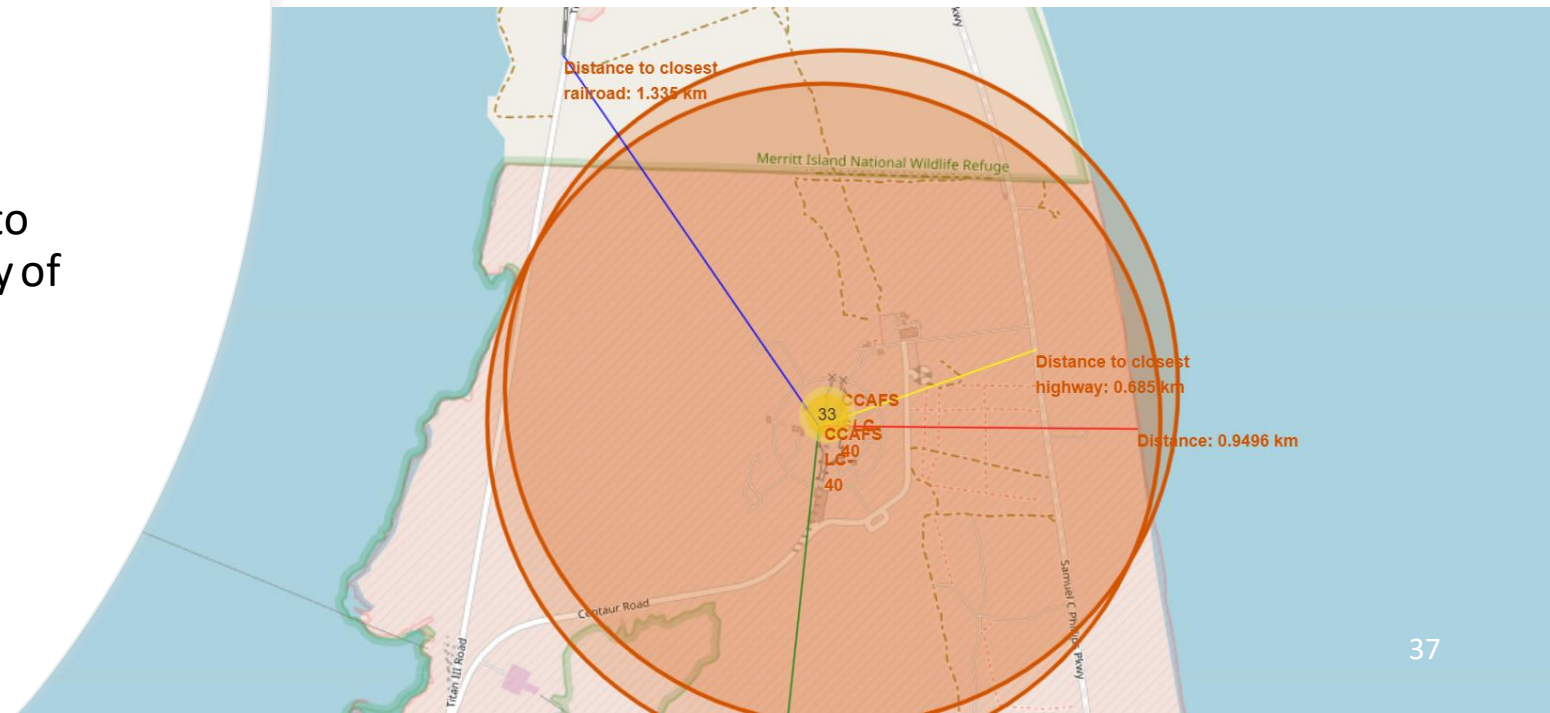 to
y of
kwy
Distance to closest
railroad: 1.335 km
Merritt Island National Wildlife Refuge
Distance to closest
highway: 0.685 km
33
CCAFS
CCAFS
40
LC-
40
Distance: 0.9496 km
Centaur Road
Titan III Road
Samuel C Phillips Pkwy
37